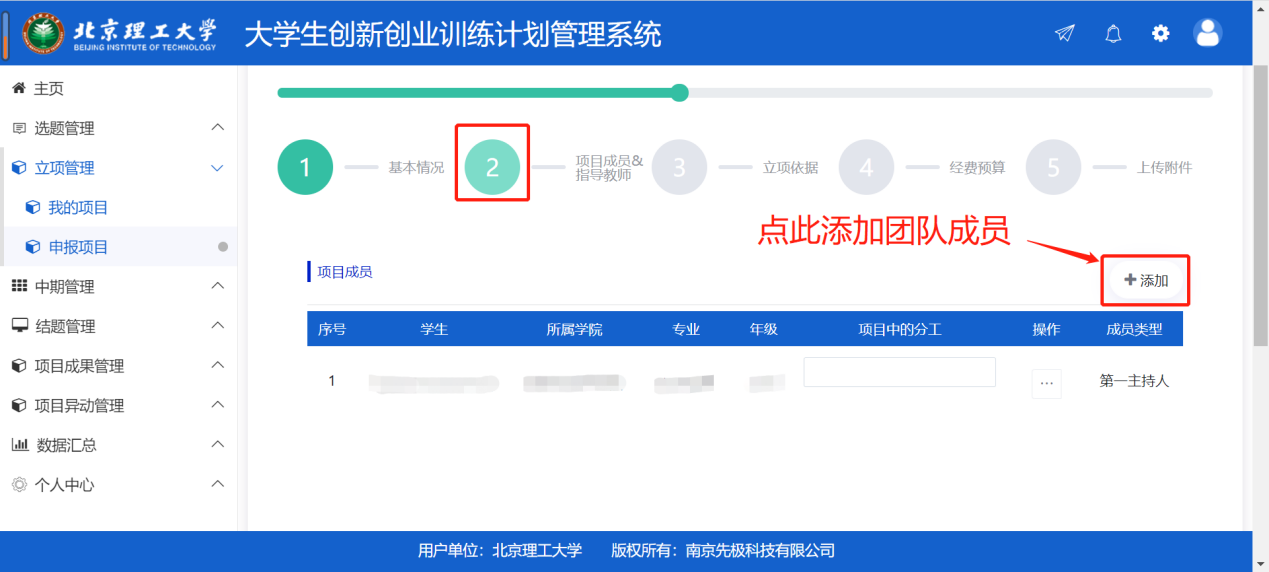 北京理工大学
BEIJING INSTITUTE OF TECHNOLOGY
大学生创新创业训练计划管理系统
主页
选题管理
立项管理
我的项目
申报项目
中期管理
结题管理
项目成果管理
项目异动管理
数据汇总
个人中心
1 基本情况 2 项目成员&
指导教师 3 立项依据 4 经费预算 5 上传附件
点此添加团队成员
项目成员
+添加
序号 学生 所属学院 专业 年级 项目中的分工 操作 成员类型
1 ... 第一主持人
用户单位：北京理工大学 版权所有：南京先极科技有限公司